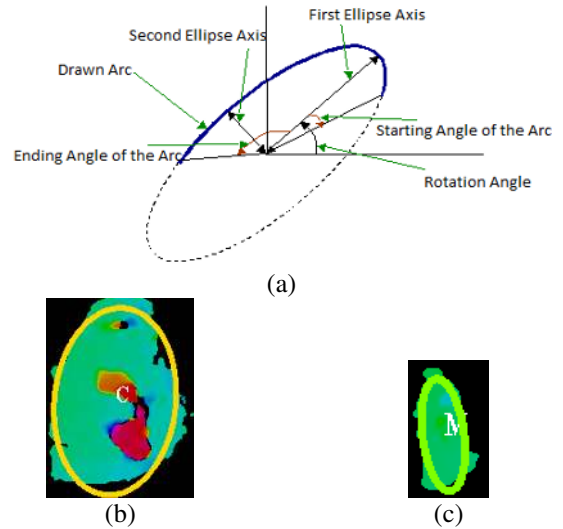 First Ellipse Axis
Second Ellipse Axis
Drawn Arc
Starting Angle of the Arc
Ending Angle of the Arc
Rotation Angle
(a)
C
M
(b)
(c)